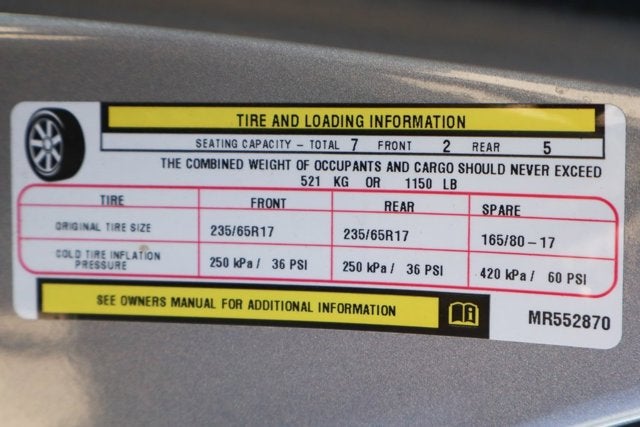 TIRE AND LOADING INFORMATION
SEATING CAPACITY – TOTAL 7 FRONT 2 REAR 5
THE COMBINED WEIGHT OF OCCUPANTS AND CARGO SHOULD NEVER EXCEED
521 KG OR 1150 LB
TIRE FRONT REAR SPARE
ORIGINAL TIRE SIZE 235/65R17 235/65R17 165/80-17
COLD TIRE INFLATION PRESSURE 250 kPa / 36 PSI 250 kPa / 36 PSI 420 kPa / 60 PSI
SEE OWNERS MANUAL FOR ADDITIONAL INFORMATION
MR552870